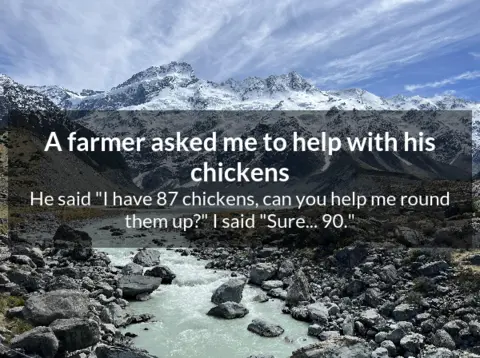 A farmer asked me to help with his
chickens
He said "I have 87 chickens, can you help me round
them up?" I said "Sure... 90."